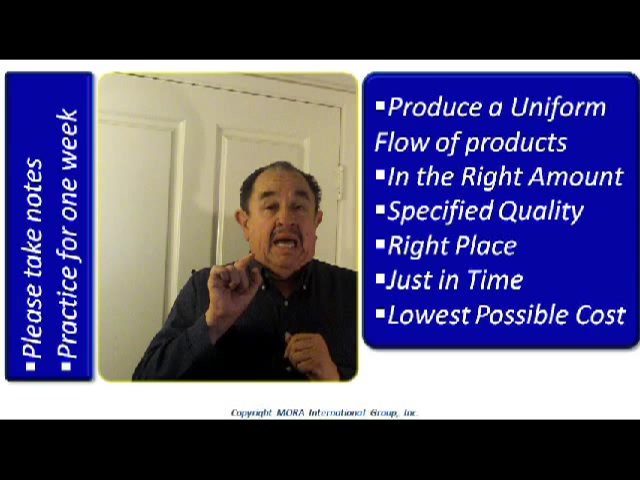 ▪Please take notes
▪Practice for one week
▪Produce a Uniform
Flow of products
▪In the Right Amount
▪Specified Quality
▪Right Place
▪Just in Time
▪Lowest Possible Cost
Copyright MORA International Group, Inc.